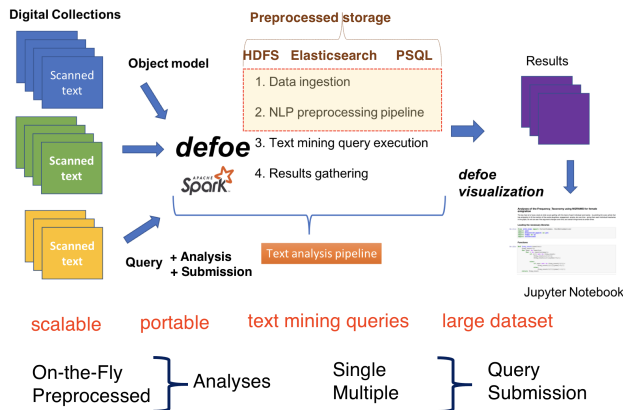 Digital Collections
Preprocessed storage
HDFS Elasticsearch PSQL
Object model
Scanned
text
1. Data ingestion
2. NLP preprocessing pipeline
3. Text mining query execution
4. Results gathering
Results
Scanned
text
defoe
APACHE
Spark
defoe
visualization
Scanned
text
Query + Analysis
+ Submission
Text analysis pipeline
Jupyter Notebook
scalable portable text mining queries large dataset
On-the-Fly
Preprocessed
Analyses
Single
Multiple
Query
Submission